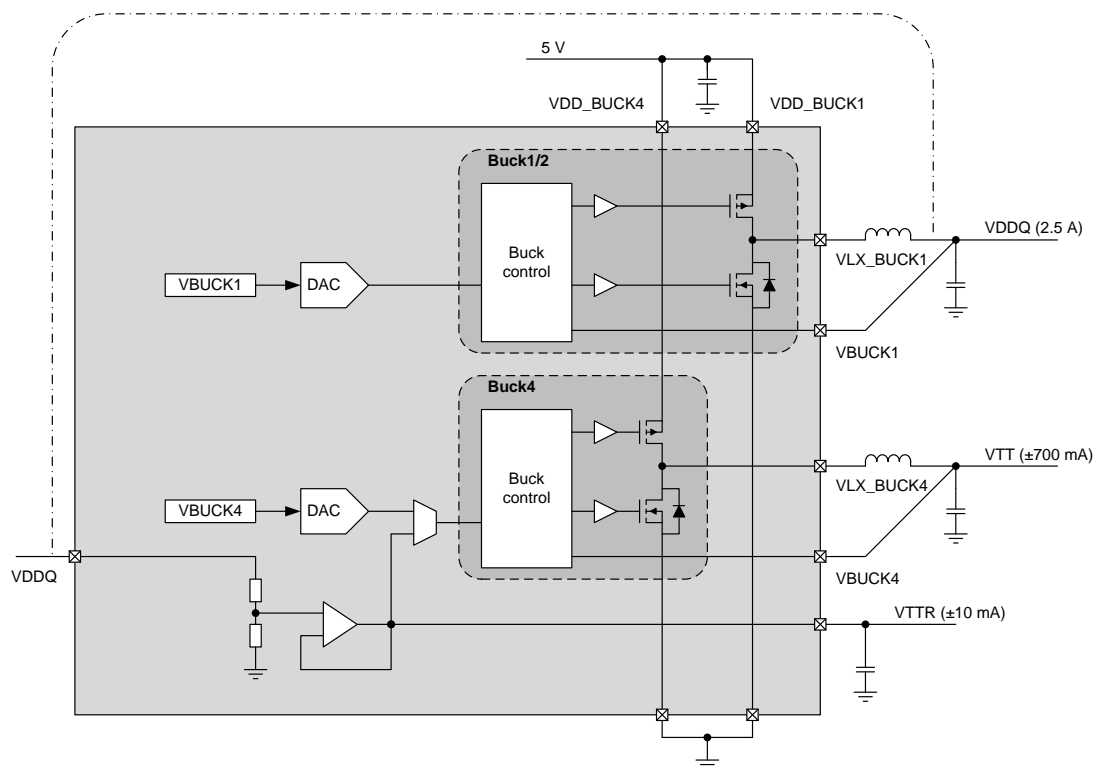 5 V
VDD_BUCK4
VDD_BUCK1
Buck1/2
Buck
control
VDDQ (2.5 A)
VLX_BUCK1
VBUCK1
DAC
VBUCK1
Buck4
Buck
control
VTT (±700 mA)
VLX_BUCK4
VBUCK4
DAC
VDDQ
VBUCK4
VTTR (±10 mA)